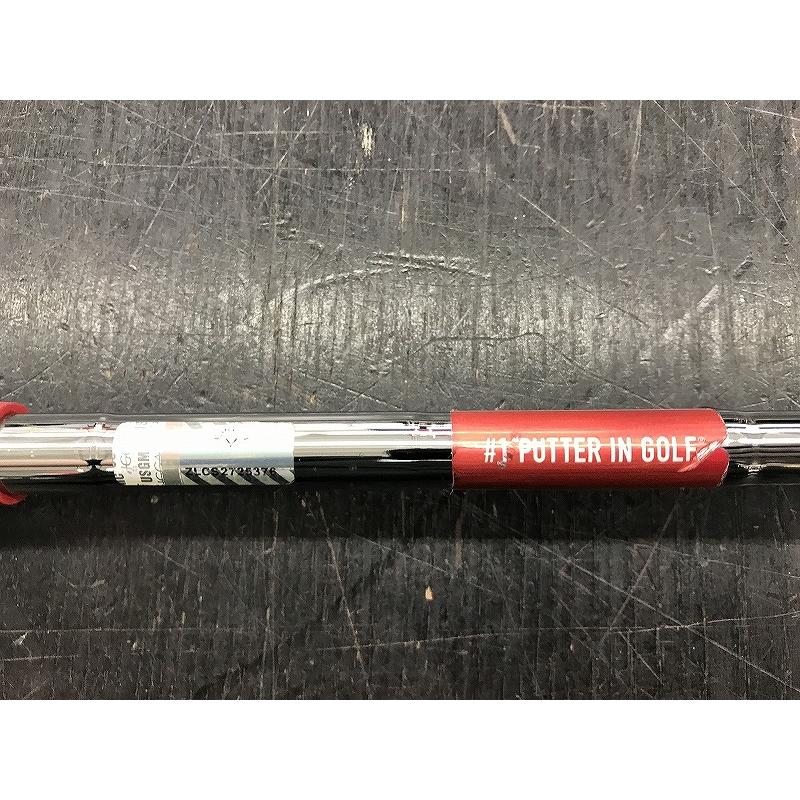 USGM
ZLCS2725376
#1 PUTTER IN GOLF